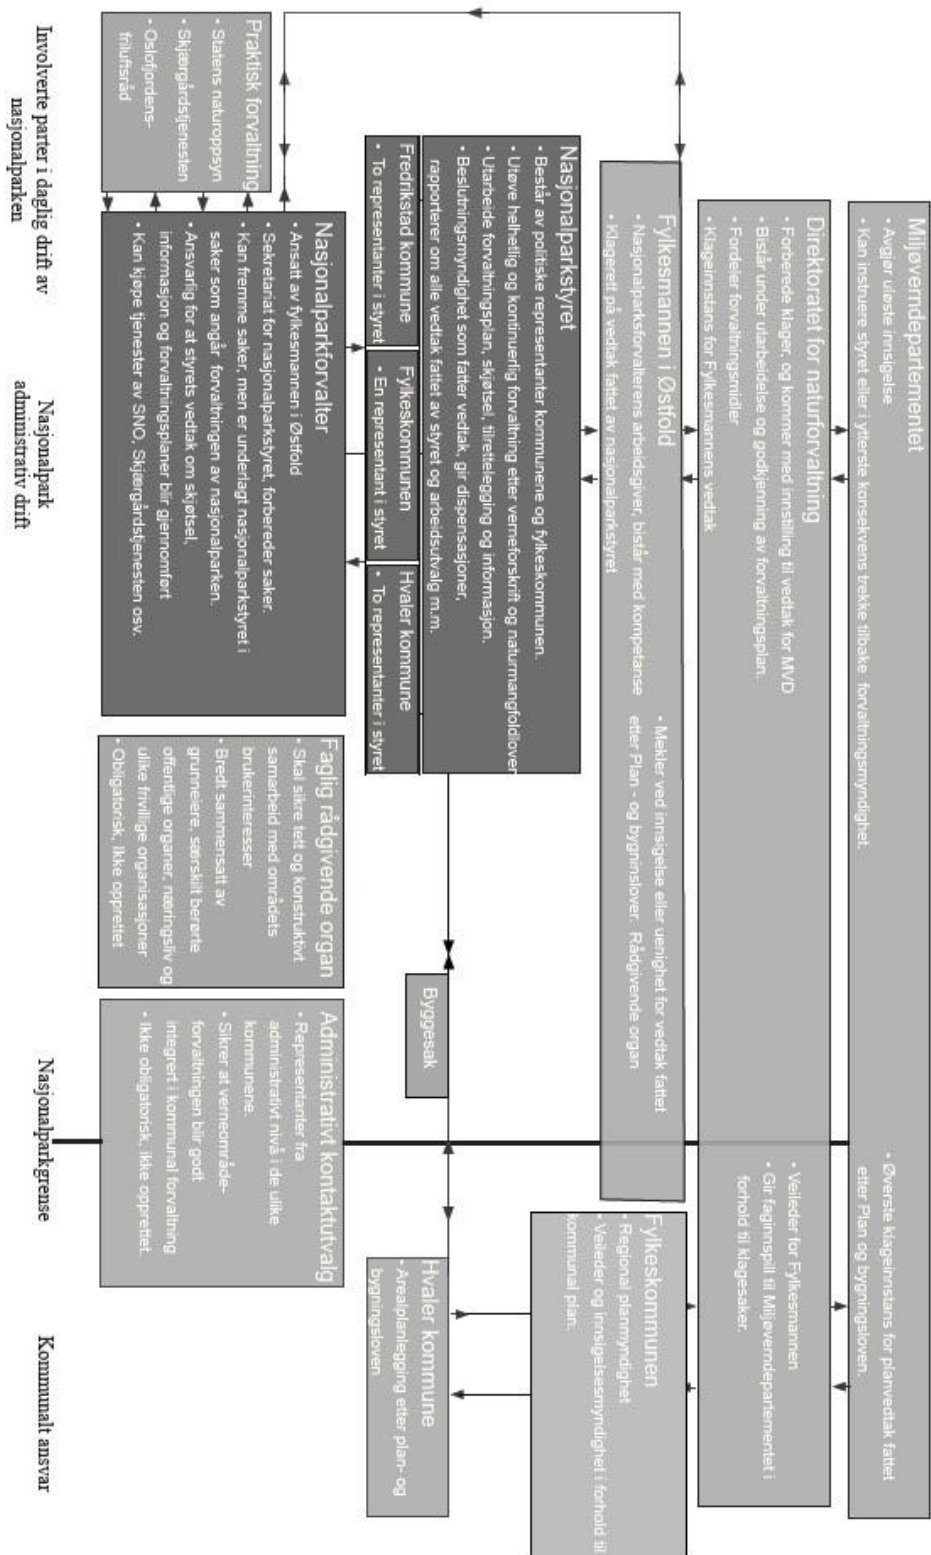 Miljøverndepartementet
• Avgjør uløste innsigelse
• Kan instruere styret eller i ytterste konsekvens trekke tilbake forvaltningsmyndighet.
• Øverste klageinnstans for planvedtak fattet
etter Plan og bygningsloven.
Direktoratet for naturforvaltning
• Forberede klager, og kommer med innstilling til vedtak for MVD
• Bistår under utarbeidelse og godkjenning av forvaltningsplan.
• Fordeler forvaltningsmidler
• Klageinnstans for Fylkesmannens vedtak
• Veileder for Fylkesmannen
• Gir faginnspill til Miljøverndepartementet i
forhold til klagesaker.
Fylkesmannen i Østfold
• Nasjonalparksforvalterens arbeidsgiver, bistår med kompetanse
• Klagerett på vedtak fattet av nasjonalparkstyret
• Mekler ved innsigelse eller uenighet for vedtak fattet
etter Plan - og bygninslover. Rådgivende organ
Fylkeskommunen
• Regional planmyndighet
• Veileder og innsigelsesmyndighet i forhold til
kommunal plan.
Nasjonalparkstyret
• Består av politiske representanter kommunene og fylkeskommunen.
• Utøve helhetlig og kontinuerlig forvaltning etter verneforskrift og naturmangfoldloven
• Utarbeide forvaltningsplan, skjøtsel, tilrettelegging og informasjon.
• Beslutningsmyndighet som fatter vedtak, gir dispensasjoner,
rapporterer om alle vedtak fattet av styret og arbeidsutvalg m.m.
Fredrikstad kommune
• To representanter i styret
Fylkeskommunen
• En representant i styret
Hvaler kommune
• To representanter i styret
Byggesak
Hvaler kommune
• Arealplanlegging etter plan- og
bygningsloven
Nasjonalparkforvalter
• Ansatt av fylkesmannen i Østfold
• Sekretariat for nasjonalparkstyret, forbereder saker.
• Kan fremme saker, men er underlagt nasjonalparkstyret i
saker som angår forvaltningen av nasjonalparken.
• Ansvarlig for at styrets vedtak om skjøtsel,
informasjon og forvaltningsplaner blir gjennomført
• Kan kjøpe tjenester av SNO, Skjærgårdstjenesten osv.
Praktisk forvaltning
• Statens naturoppsyn
• Skjærgårdstjenesten
• Oslofjordens-
friluftsråd
Faglig rådgivende organ
• Skal sikre tett og konstruktivt
samarbeid med områdets
brukerinteresser
• Bredt sammensatt av
grunneiere, særskilt berørte
offentlige organer, næringsliv og
ulike frivillige organisasjoner
• Obligatorisk, Ikke opprettet
Administrativt kontaktutvalg
• Representanter fra
administrativt nivå i de ulike
kommunene.
• Sikrer at verneområde-
forvaltningen blir godt
integrert i kommunal forvaltning
• Ikke obligatorisk, ikke opprettet.
Involverte parter i daglig drift av
nasjonalparken
Nasjonalpark
administrativ drift
Nasjonalparkgrense
Kommunalt ansvar